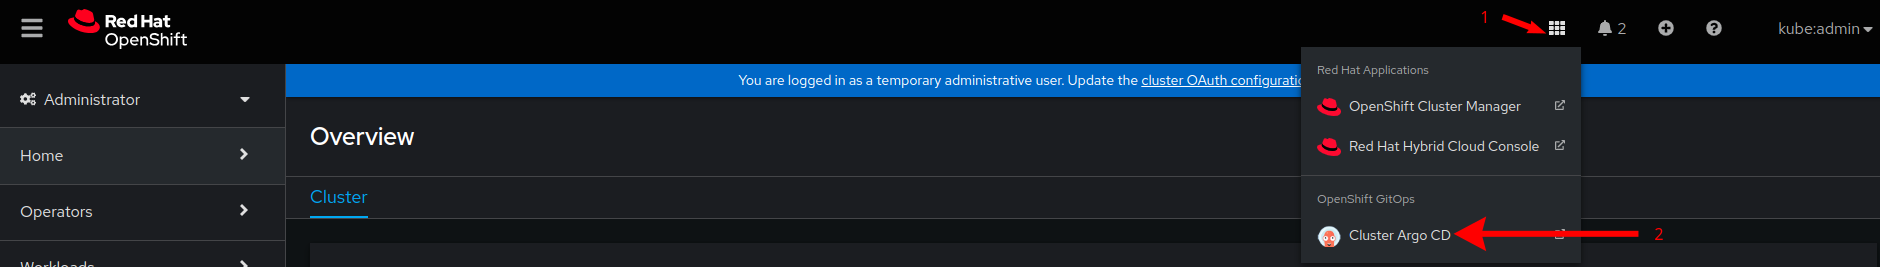 Red Hat
OpenShift
1
2
kube:admin
You are logged in as a temporary administrative user. Update the cluster OAuth configuratio
Administrator
Home
Operators
Workloads
Overview
Cluster
Red Hat Applications
OpenShift Cluster Manager
Red Hat Hybrid Cloud Console
OpenShift GitOps
Cluster Argo CD
2